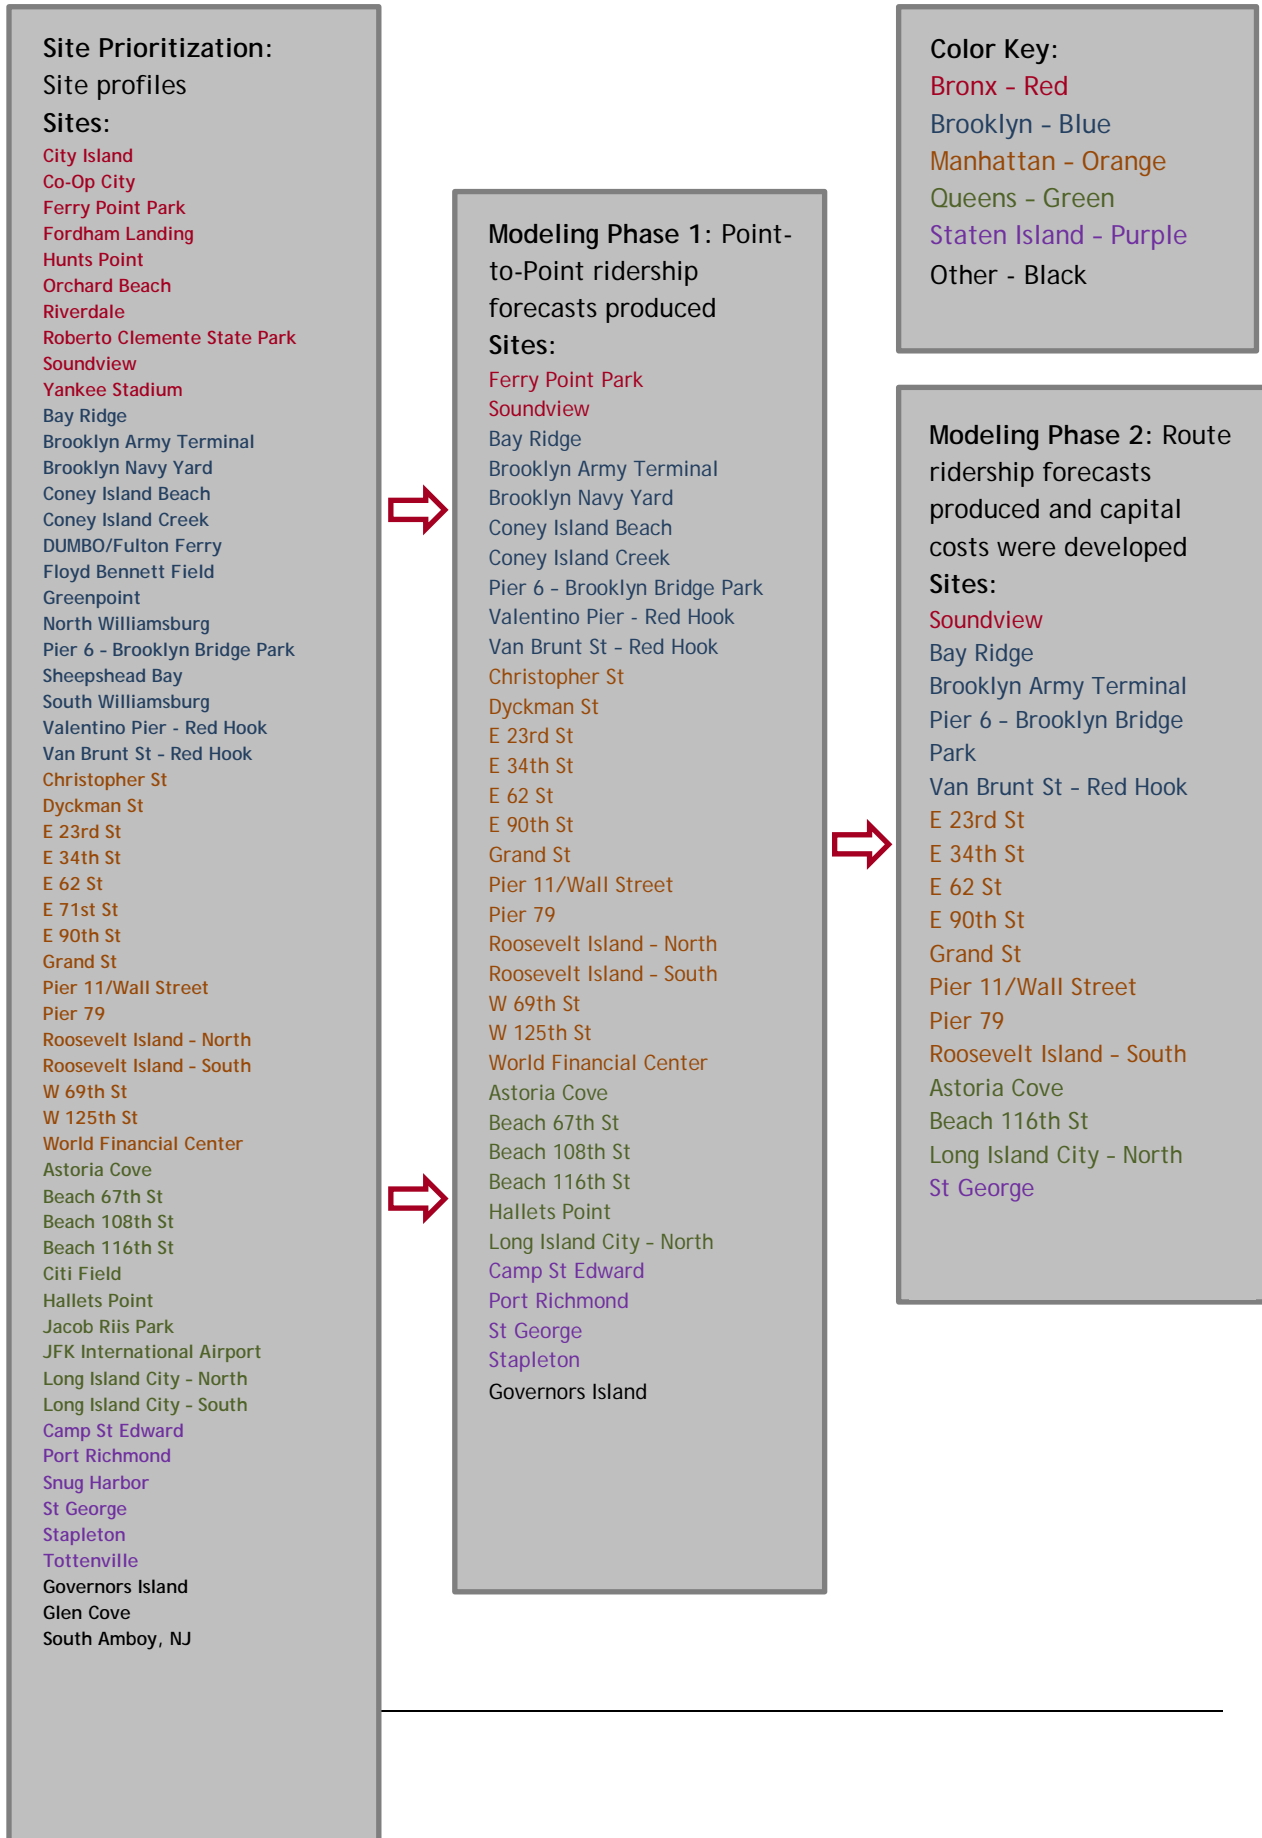 Site Prioritization:
Site profiles
Sites:
City Island
Co-Op City
Ferry Point Park
Fordham Landing
Hunts Point
Orchard Beach
Riverdale
Roberto Clemente State Park
Soundview
Yankee Stadium
Bay Ridge
Brooklyn Army Terminal
Brooklyn Navy Yard
Coney Island Beach
Coney Island Creek
DUMBO/Fulton Ferry
Floyd Bennett Field
Greenpoint
North Williamsburg
Pier 6 – Brooklyn Bridge Park
Sheepshead Bay
South Williamsburg
Valentino Pier - Red Hook
Van Brunt St – Red Hook
Christopher St
Dyckman St
E 23rd St
E 34th St
E 62 St
E 71st St
E 90th St
Grand St
Pier 11/Wall Street
Pier 79
Roosevelt Island – North
Roosevelt Island – South
W 69th St
W 125th St
World Financial Center
Astoria Cove
Beach 67th St
Beach 108th St
Beach 116th St
Citi Field
Hallets Point
Jacob Riis Park
JFK International Airport
Long Island City – North
Long Island City – South
Camp St Edward
Port Richmond
Snug Harbor
St George
Stapleton
Tottenville
Governors Island
Glen Cove
South Amboy, NJ
Modeling Phase 1: Point-
to-Point ridership
forecasts produced
Sites:
Ferry Point Park
Soundview
Bay Ridge
Brooklyn Army Terminal
Brooklyn Navy Yard
Coney Island Beach
Coney Island Creek
Pier 6 – Brooklyn Bridge Park
Valentino Pier - Red Hook
Van Brunt St – Red Hook
Christopher St
Dyckman St
E 23rd St
E 34th St
E 62 St
E 90th St
Grand St
Pier 11/Wall Street
Pier 79
Roosevelt Island – North
Roosevelt Island – South
W 69th St
W 125th St
World Financial Center
Astoria Cove
Beach 67th St
Beach 108th St
Beach 116th St
Hallets Point
Long Island City – North
Camp St Edward
Port Richmond
St George
Stapleton
Governors Island
Color Key:
Bronx – Red
Brooklyn – Blue
Manhattan – Orange
Queens – Green
Staten Island – Purple
Other - Black
Modeling Phase 2: Route
ridership forecasts
produced and capital
costs were developed
Sites:
Soundview
Bay Ridge
Brooklyn Army Terminal
Pier 6 – Brooklyn Bridge
Park
Van Brunt St – Red Hook
E 23rd St
E 34th St
E 62 St
E 90th St
Grand St
Pier 11/Wall Street
Pier 79
Roosevelt Island – South
Astoria Cove
Beach 116th St
Long Island City – North
St George